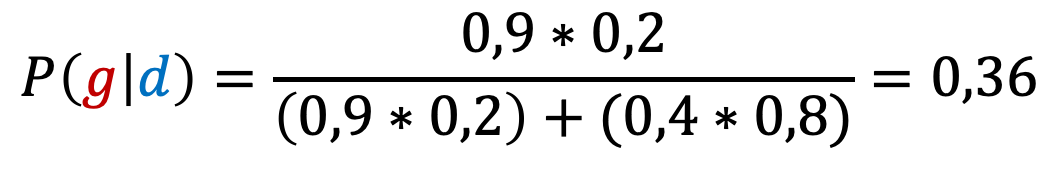 P(g|d) = 0,9 * 0,2 / (0,9 * 0,2) + (0,4 * 0,8) = 0,36